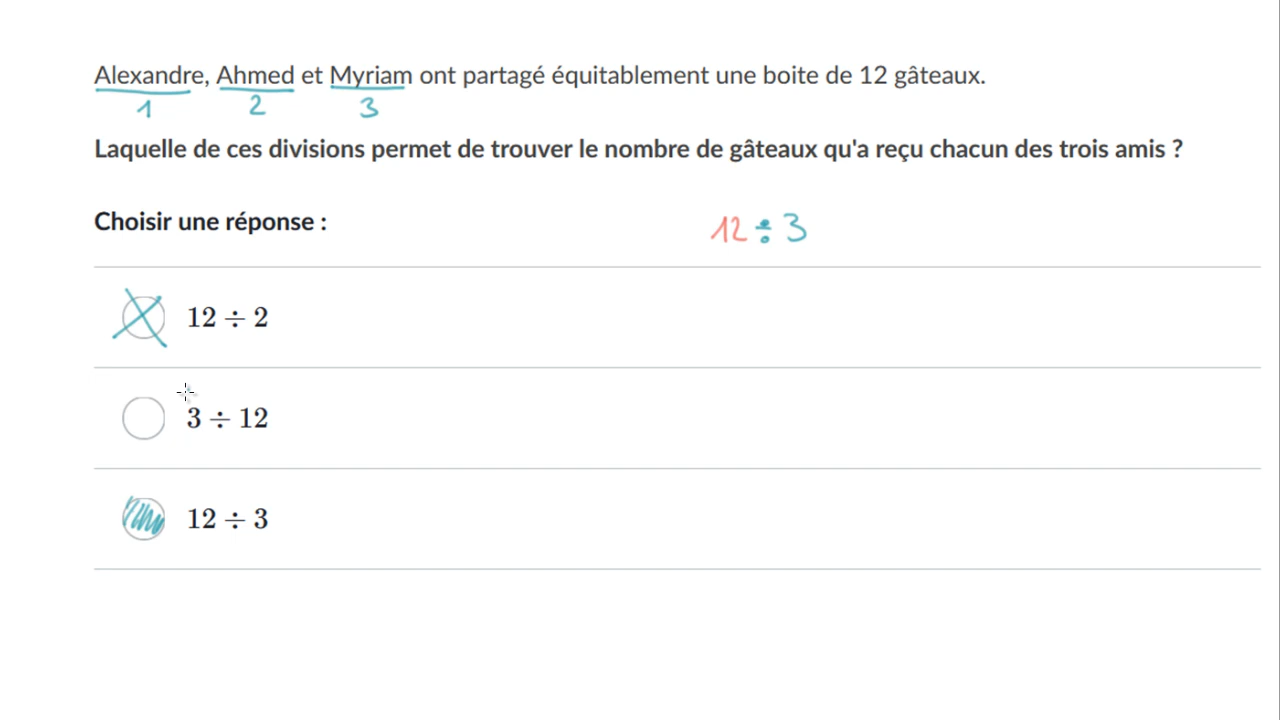 Alexandre, Ahmed et Myriam ont partagé équitablement une boite de 12 gâteaux.
1 2 3
Laquelle de ces divisions permet de trouver le nombre de gâteaux qu'a reçu chacun des trois amis ?
Choisir une réponse :
12 ÷ 3
12 ÷ 2
3 ÷ 12
12 ÷ 3